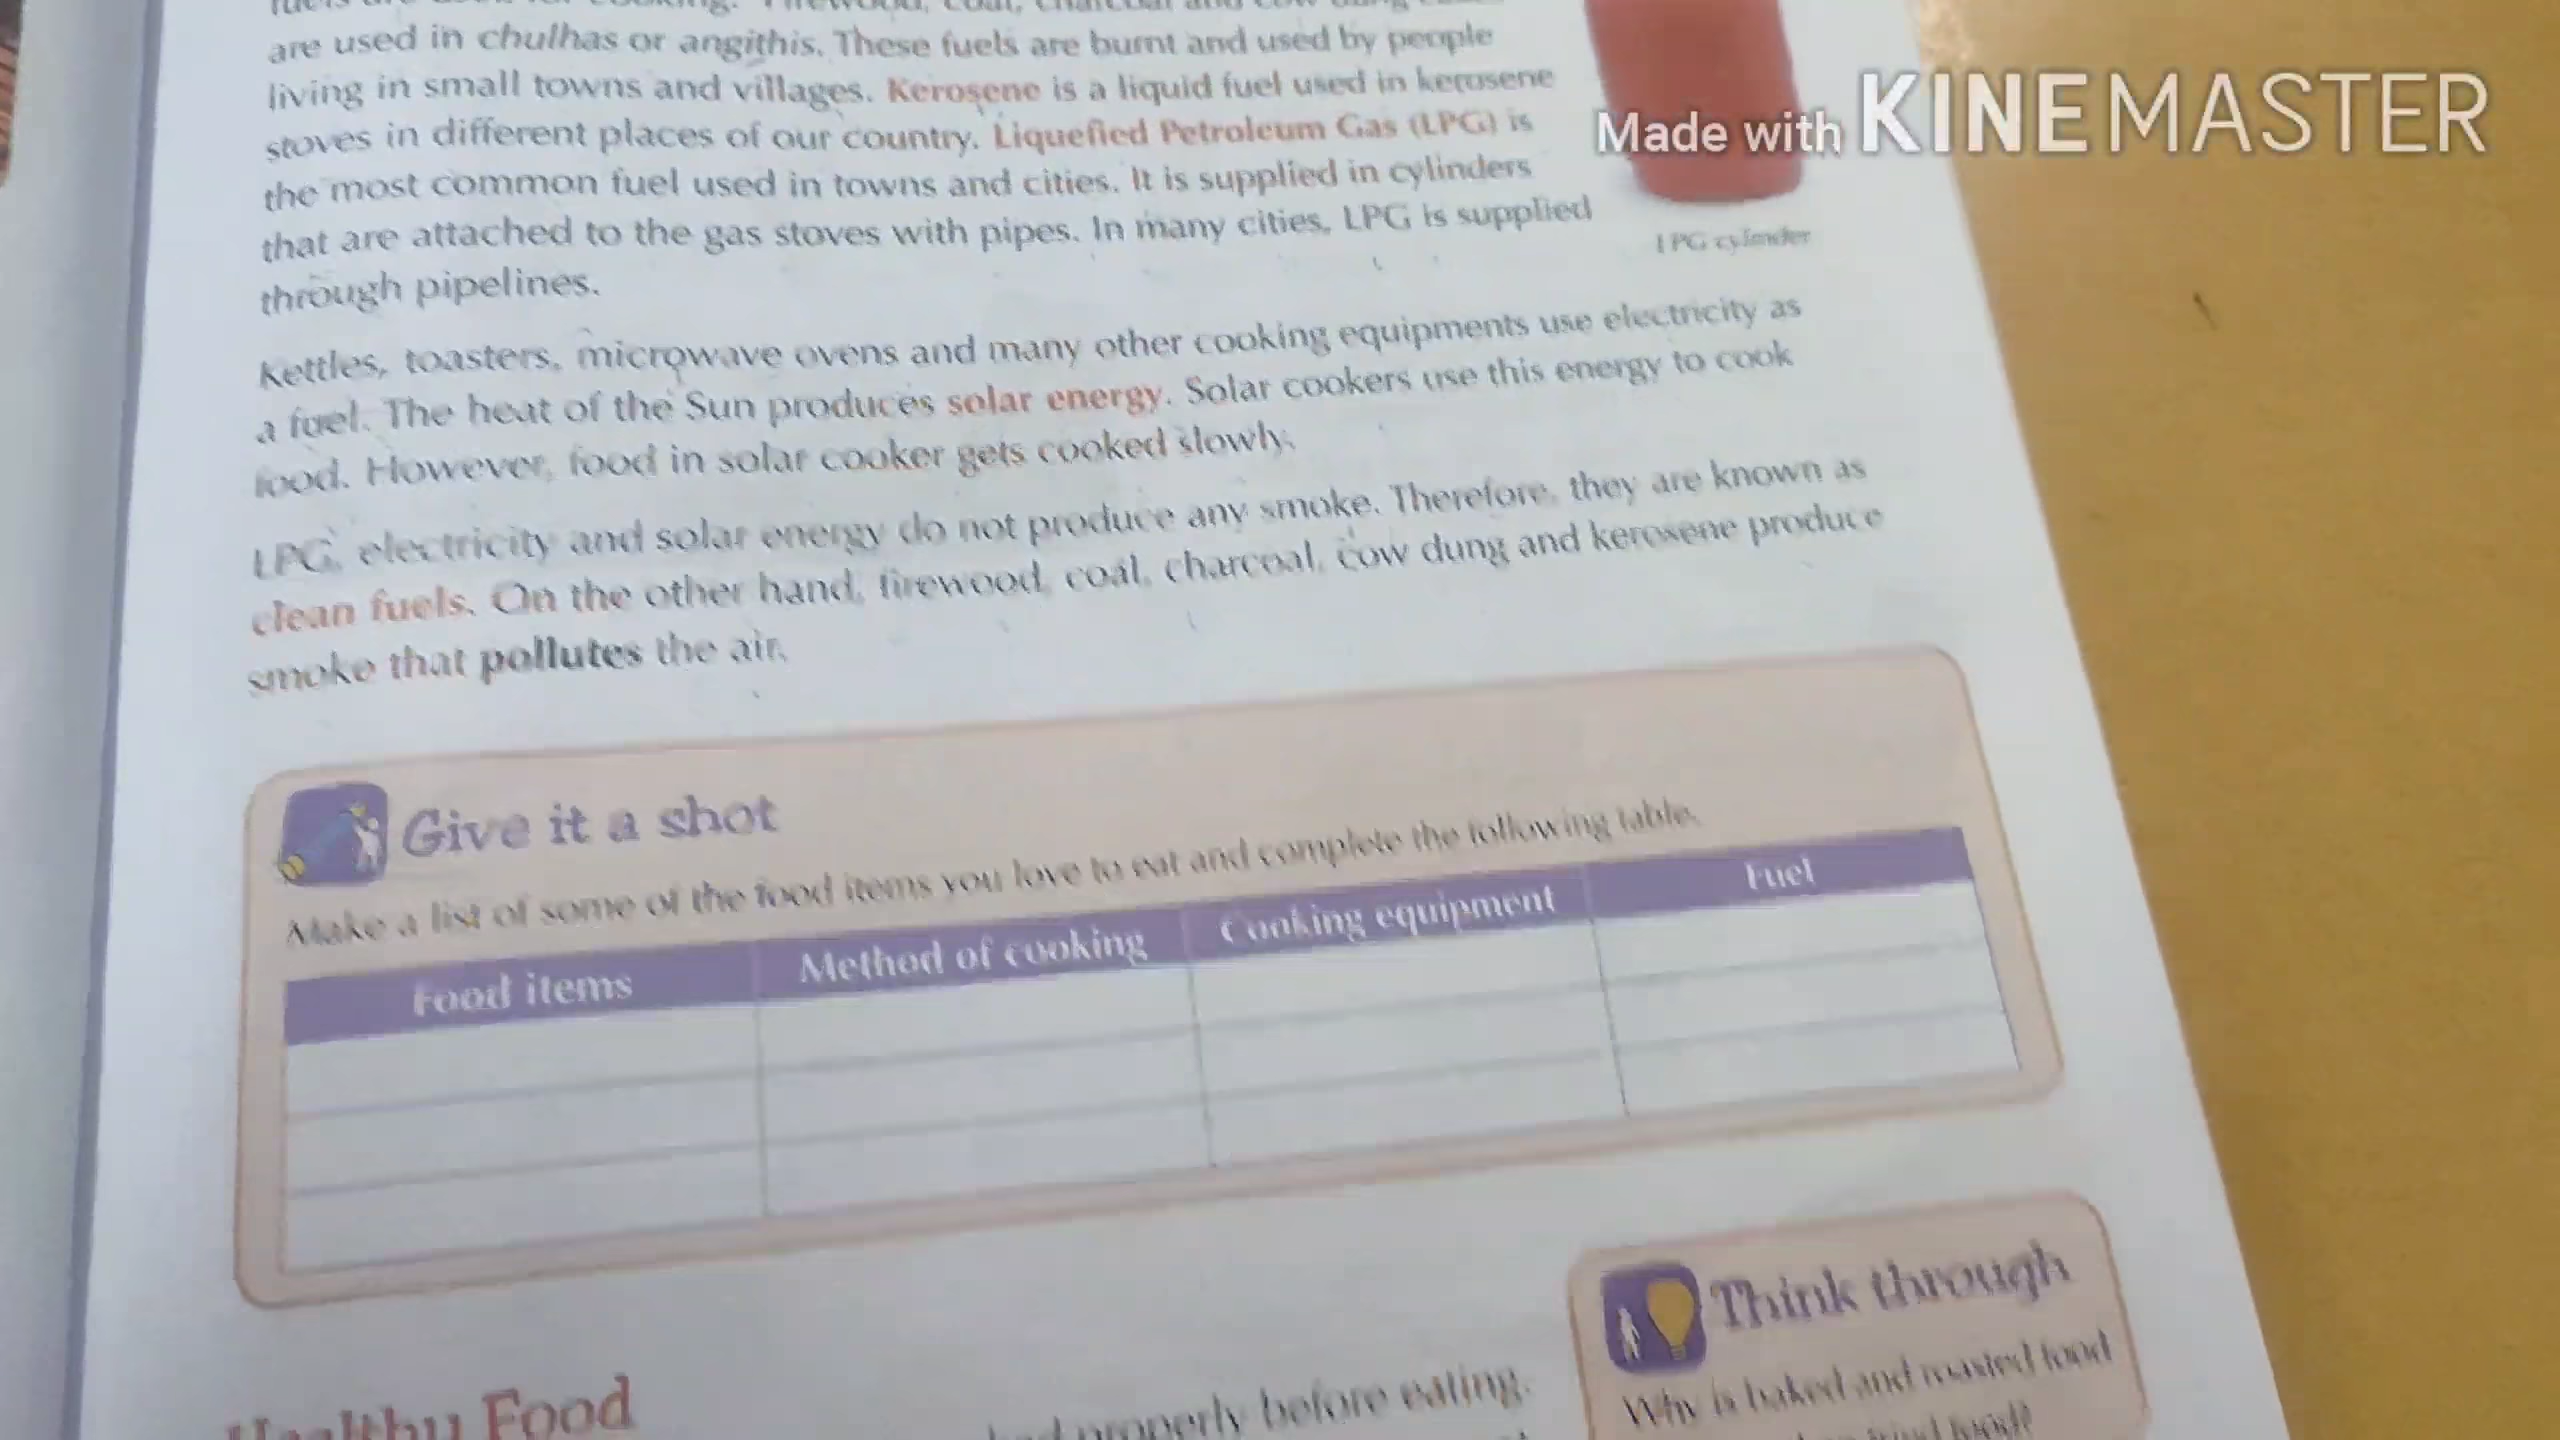 are used in chulhas or angithis. These fuels are burnt and used by people
living in small towns and villages. Kerosene is a liquid fuel used in kerosene
stoves in different places of our country. Liquefied Petroleum Gas (LPG) is
the most common fuel used in towns and cities. It is supplied in cylinders
that are attached to the gas stoves with pipes. In many cities, LPG is supplied
through pipelines.
LPG cylinder
Made with KINEMASTER
Kettles, toasters, microwave ovens and many other cooking equipments use electricity as
a fuel. The heat of the Sun produces solar energy. Solar cookers use this energy to cook
food. However, food in solar cooker gets cooked slowly.
LPG, electricity and solar energy do not produce any smoke. Therefore, they are known as
clean fuels. On the other hand, firewood, coal, charcoal, cow dung and kerosene produce
smoke that pollutes the air.
Give it a shot
Make a list of some of the food items you love to eat and complete the following table.
Food items Method of cooking Cooking equipment Fuel
Healthy Food
properly before eating.
Think through
Why is baked and roasted food